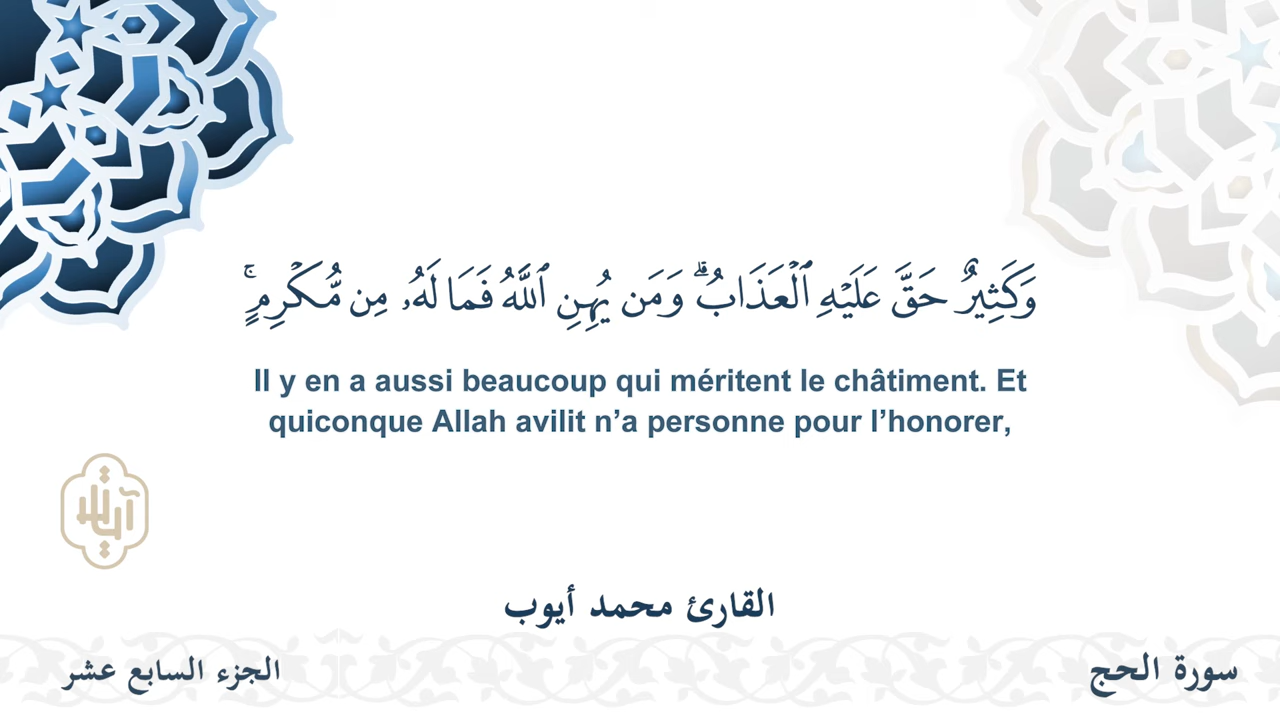 وَكَثِيرٌ حَقَّ عَلَيْهِ ٱلْعَذَابُ ۗ وَمَن يُهِنِ ٱللَّهُ فَمَا لَهُۥ مِن مُّكْرِمٍ ۚ
Il y en a aussi beaucoup qui méritent le châtiment. Et
quiconque Allah avilit n’a personne pour l’honorer,
القارئ محمد أيوب
سورة الحج
الجزء السابع عشر